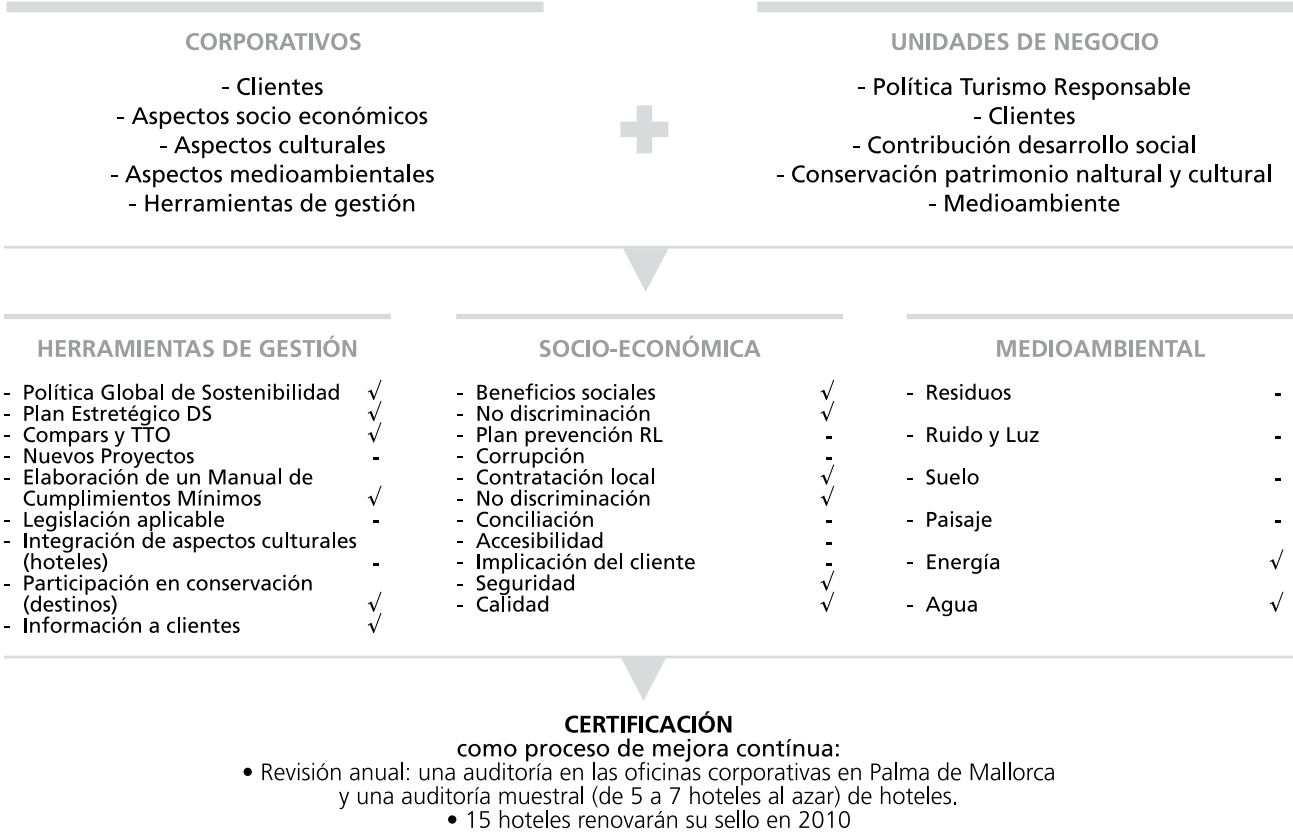 CORPORATIVOS
- Clientes
- Aspectos socio económicos
- Aspectos culturales
- Aspectos medioambientales
- Herramientas de gestión
+
UNIDADES DE NEGOCIO
- Política Turismo Responsable
- Clientes
- Contribución desarrollo social
- Conservación patrimonio naltural y cultural
- Medioambiente
HERRAMIENTAS DE GESTIÓN
- Política Global de Sostenibilidad √
- Plan Estretégico DS √
- Compars y TTO √
- Nuevos Proyectos -
- Elaboración de un Manual de
Cumplimientos Mínimos √
- Legislación aplicable -
- Integración de aspectos culturales
(hoteles) -
- Participación en conservación
(destinos) √
- Información a clientes √
SOCIO-ECONÓMICA
- Beneficios sociales √
- No discriminación √
- Plan prevención RL -
- Corrupción -
- Contratación local √
- No discriminación √
- Conciliación -
- Accesibilidad -
- Implicación del cliente -
- Seguridad √
- Calidad √
MEDIOAMBIENTAL
- Residuos -
- Ruido y Luz -
- Suelo -
- Paisaje -
- Energía √
- Agua √
CERTIFICACIÓN
como proceso de mejora contínua:
• Revisión anual: una auditoría en las oficinas corporativas en Palma de Mallorca
y una auditoría muestral (de 5 a 7 hoteles al azar) de hoteles.
• 15 hoteles renovarán su sello en 2010